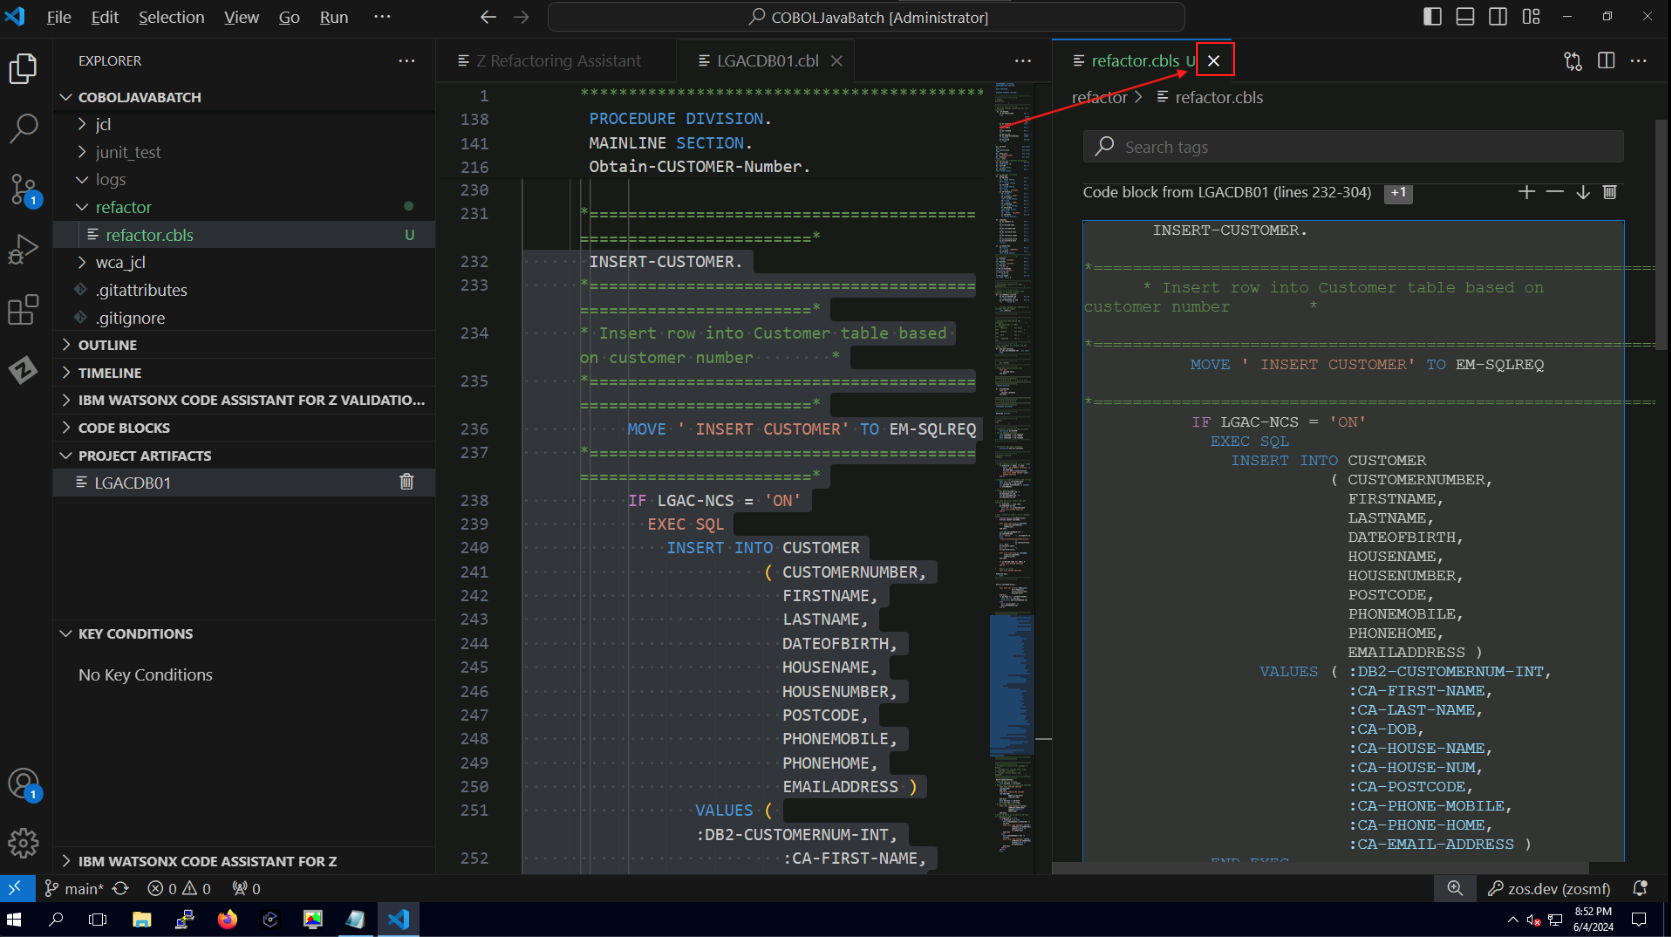 File Edit Selection View Go Run ...
COBOLJavaBatch [Administrator]
EXPLORER
COBOLJAVABATCH
jcl
junit_test
logs
refactor
refactor.cbls U
wca_jcl
.gitattributes
.gitignore
OUTLINE
TIMELINE
IBM WATSONX CODE ASSISTANT FOR Z VALIDATIO...
CODE BLOCKS
PROJECT ARTIFACTS
LGACDB01
KEY CONDITIONS
No Key Conditions
IBM WATSONX CODE ASSISTANT FOR Z
Z Refactoring Assistant
LGACDB01.cbl
1 ******************************************
138 PROCEDURE DIVISION.
141 MAINLINE SECTION.
216 Obtain-CUSTOMER-Number.
230
231 *========================================
========================*
232 INSERT-CUSTOMER.
233 *========================================
========================*
234 * Insert row into Customer table based
on customer number *
235 *========================================
========================*
236 MOVE ' INSERT CUSTOMER' TO EM-SQLREQ
237 *========================================
========================*
238 IF LGAC-NCS = 'ON'
239 EXEC SQL
240 INSERT INTO CUSTOMER
241 ( CUSTOMERNUMBER,
242 FIRSTNAME,
243 LASTNAME,
244 DATEOFBIRTH,
245 HOUSENAME,
246 HOUSENUMBER,
247 POSTCODE,
248 PHONEMOBILE,
249 PHONEHOME,
250 EMAILADDRESS )
251 VALUES (
:DB2-CUSTOMERNUM-INT,
252 :CA-FIRST-NAME,
refactor.cbls U
refactor > refactor.cbls
Search tags
Code block from LGACDB01 (lines 232-304) +1
INSERT-CUSTOMER.
*==========================================================
* Insert row into Customer table based on
customer number *
*==========================================================
MOVE ' INSERT CUSTOMER' TO EM-SQLREQ
*==========================================================
IF LGAC-NCS = 'ON'
EXEC SQL
INSERT INTO CUSTOMER
( CUSTOMERNUMBER,
FIRSTNAME,
LASTNAME,
DATEOFBIRTH,
HOUSENAME,
HOUSENUMBER,
POSTCODE,
PHONEMOBILE,
PHONEHOME,
EMAILADDRESS )
VALUES ( :DB2-CUSTOMERNUM-INT,
:CA-FIRST-NAME,
:CA-LAST-NAME,
:CA-DOB,
:CA-HOUSE-NAME,
:CA-HOUSE-NUM,
:CA-POSTCODE,
:CA-PHONE-MOBILE,
:CA-PHONE-HOME,
:CA-EMAIL-ADDRESS )
1
1
main* 0 0 0
zos.dev (zosmf)
8:52 PM
6/4/2024